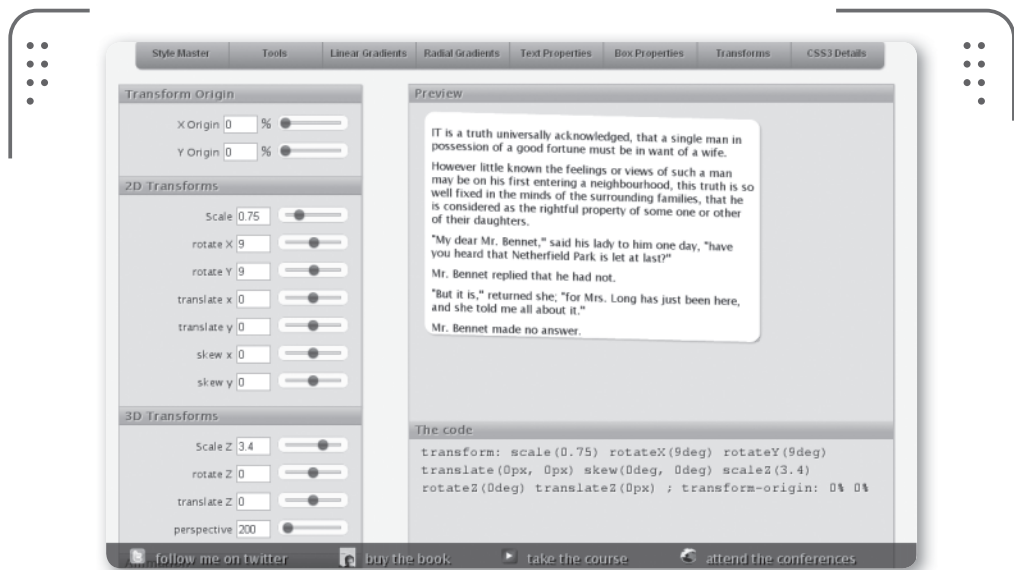 Style Master Tools Linear Gradients Radial Gradients Text Properties Box Properties Transforms CSS3 Details
Transform Origin
X Origin 0 %
Y Origin 0 %
2D Transforms
Scale 0.75
rotate X 9
rotate Y 9
translate x 0
translate y 0
skew x 0
skew y 0
3D Transforms
Scale Z 3.4
rotate Z 0
translate Z 0
perspective 200
Preview
IT is a truth universally acknowledged, that a single man in
possession of a good fortune must be in want of a wife.
However little known the feelings or views of such a man
may be on his first entering a neighbourhood, this truth is so
well fixed in the minds of the surrounding families, that he
is considered as the rightful property of some one or other
of their daughters.
"My dear Mr. Bennet," said his lady to him one day, "have
you heard that Netherfield Park is let at last?"
Mr. Bennet replied that he had not.
"But it is," returned she; "for Mrs. Long has just been here,
and she told me all about it."
Mr. Bennet made no answer.
The code
transform: scale(0.75) rotateX(9deg) rotateY(9deg)
translate(0px, 0px) skew(0deg, 0deg) scaleZ(3.4)
rotateZ(0deg) translateZ(0px) ; transform-origin: 0% 0%
follow me on twitter buy the book take the course attend the conferences